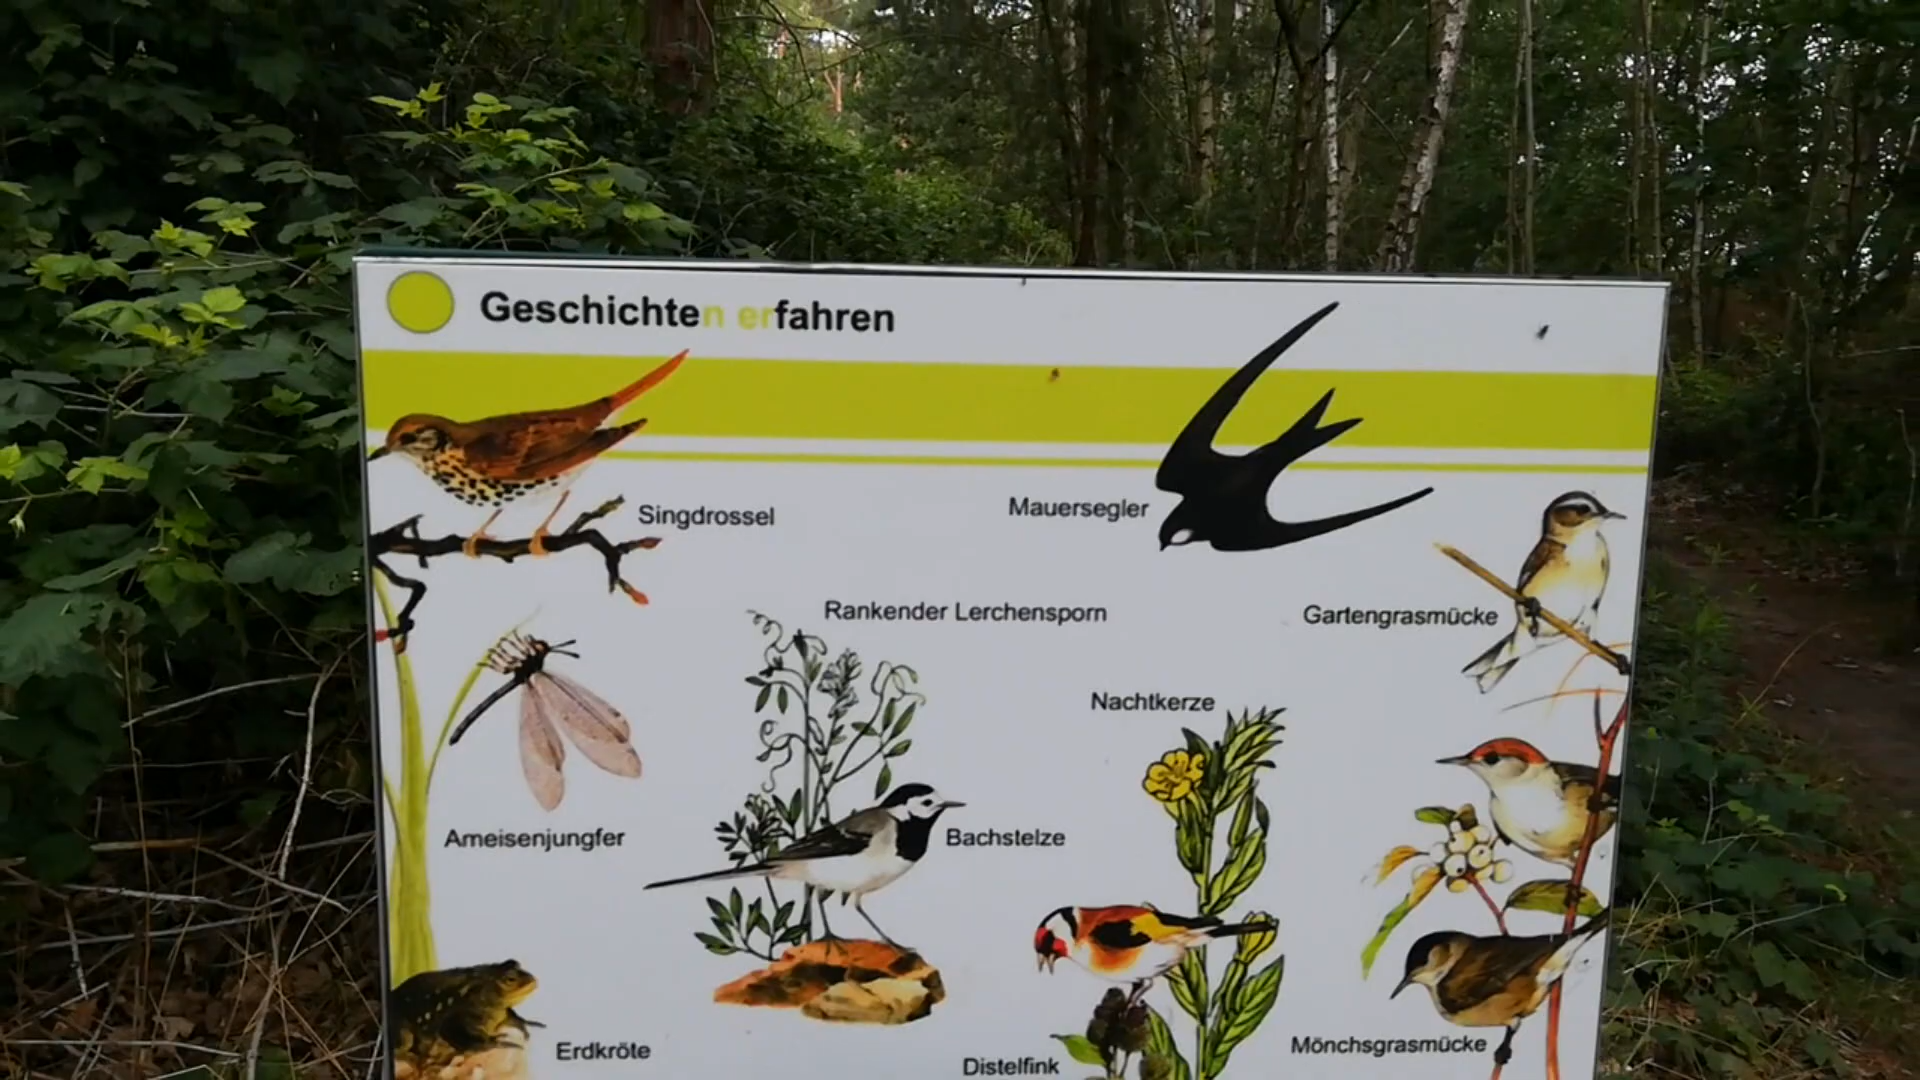 Geschichten erfahren
Singdrossel
Mauersegler
Rankender Lerchensporn
Gartengrasmücke
Nachtkerze
Ameisenjungfer
Bachstelze
Erdkröte
Distelfink
Mönchsgrasmücke